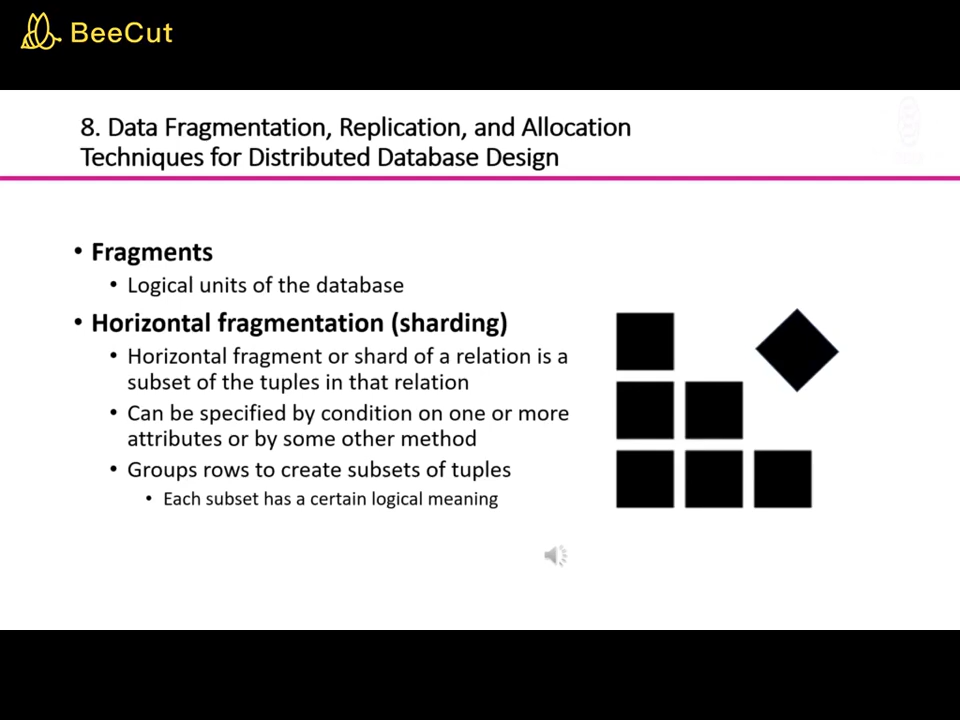 BeeCut
8. Data Fragmentation, Replication, and Allocation
Techniques for Distributed Database Design
• Fragments
• Logical units of the database
• Horizontal fragmentation (sharding)
• Horizontal fragment or shard of a relation is a
subset of the tuples in that relation
• Can be specified by condition on one or more
attributes or by some other method
• Groups rows to create subsets of tuples
• Each subset has a certain logical meaning